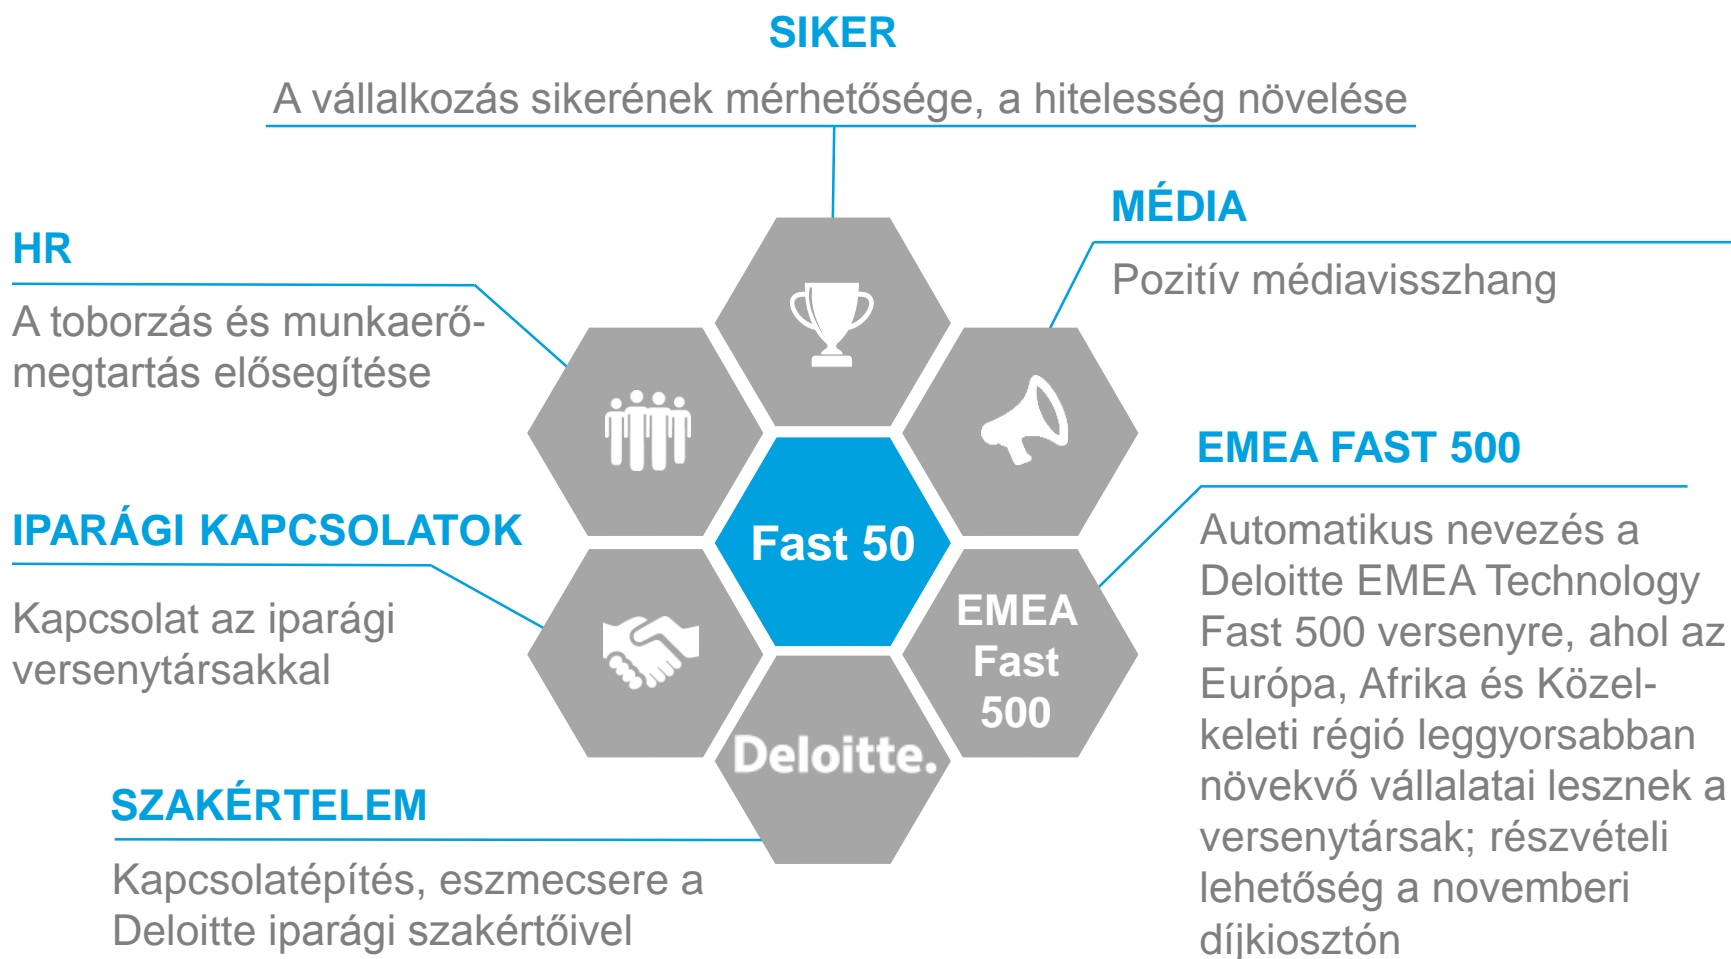 SIKER
A vállalkozás sikerének mérhetősége, a hitelesség növelése
MÉDIA
Pozitív médiavisszhang
HR
A toborzás és munkaerő-
megtartás elősegítése
EMEA FAST 500
Automatikus nevezés a
Deloitte EMEA Technology
Fast 500 versenyre, ahol az
Európa, Afrika és Közel-
keleti régió leggyorsabban
növekvő vállalatai lesznek a
versenytársak; részvételi
lehetőség a novemberi
díjkiosztón
IPARÁGI KAPCSOLATOK
Kapcsolat az iparági
versenytársakkal
Fast 50
EMEA
Fast
500
Deloitte.
SZAKÉRTELEM
Kapcsolatépítés, eszmecsere a
Deloitte iparági szakértőivel